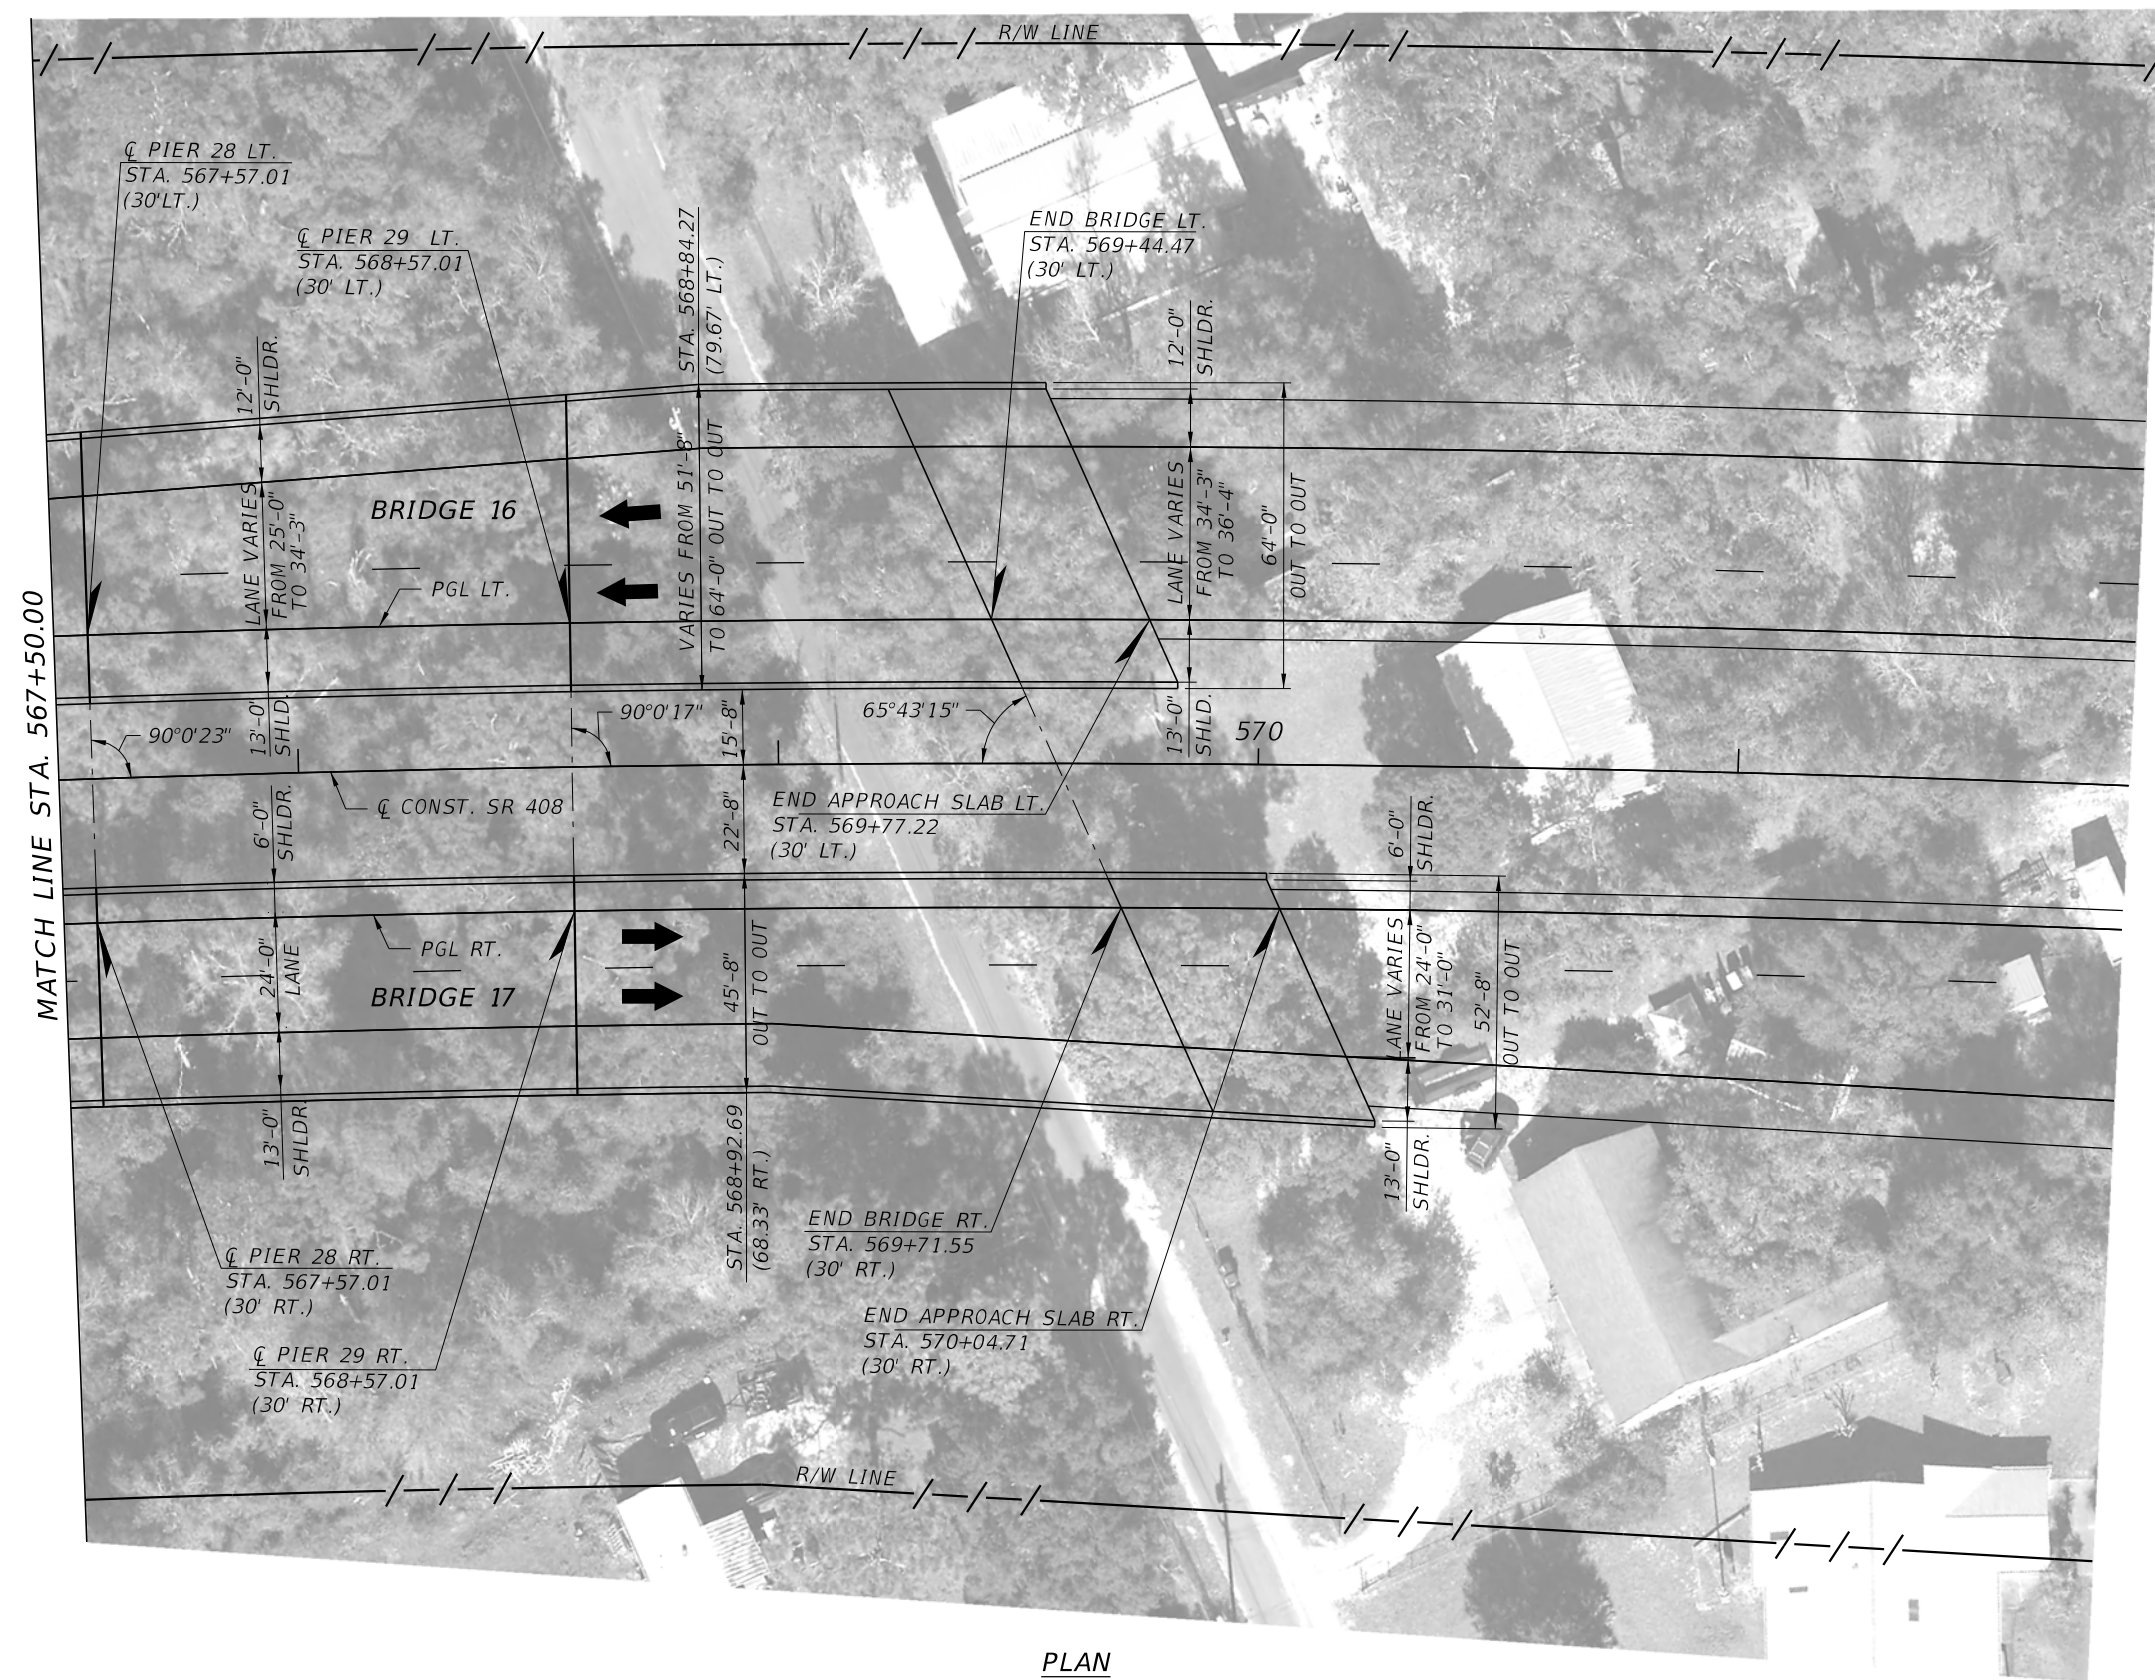 R/W LINE
℄ PIER 28 LT.
STA. 567+57.01
(30'LT.)
℄ PIER 29 LT.
STA. 568+57.01
(30' LT.)
STA. 568+84.27
(79.67' LT.)
END BRIDGE LT.
STA. 569+44.47
(30' LT.)
12'-0"
SHLDR.
12'-0"
SHLDR.
LANE VARIES
FROM 25'-0"
TO 34'-3"
BRIDGE 16
PGL LT.
VARIES FROM 51'-8"
TO 64'-0" OUT TO OUT
LANE VARIES
FROM 34'-3"
TO 36'-4"
64'-0"
OUT TO OUT
MATCH LINE STA. 567+50.00
90°0'23"
13'-0"
SHLD.
90°0'17"
15'-8"
65°43'15"
13'-0"
SHLD.
570
℄ CONST. SR 408
6'-0"
SHLDR.
22'-8"
END APPROACH SLAB LT.
STA. 569+77.22
(30' LT.)
6'-0"
SHLDR.
24'-0"
LANE
PGL RT.
BRIDGE 17
45'-8"
OUT TO OUT
LANE VARIES
FROM 24'-0"
TO 31'-0"
52'-8"
OUT TO OUT
13'-0"
SHLDR.
STA. 568+92.69
(68.33' RT.)
13'-0"
SHLDR.
END BRIDGE RT.
STA. 569+71.55
(30' RT.)
℄ PIER 28 RT.
STA. 567+57.01
(30' RT.)
END APPROACH SLAB RT.
STA. 570+04.71
(30' RT.)
℄ PIER 29 RT.
STA. 568+57.01
(30' RT.)
R/W LINE
PLAN